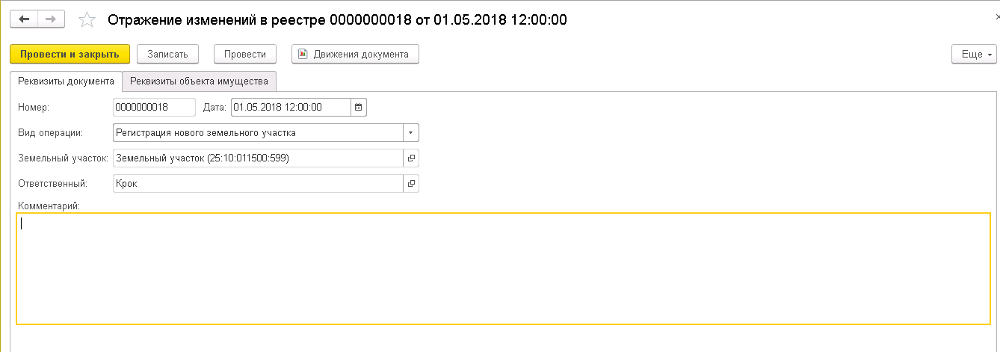 Отражение изменений в реестре 0000000018 от 01.05.2018 12:00:00
Провести и закрыть Записать Провести Движения документа Еще
Реквизиты документа Реквизиты объекта имущества
Номер: 0000000018 Дата: 01.05.2018 12:00:00
Вид операции: Регистрация нового земельного участка
Земельный участок: Земельный участок (25:10:011500:599)
Ответственный: Крок
Комментарий: